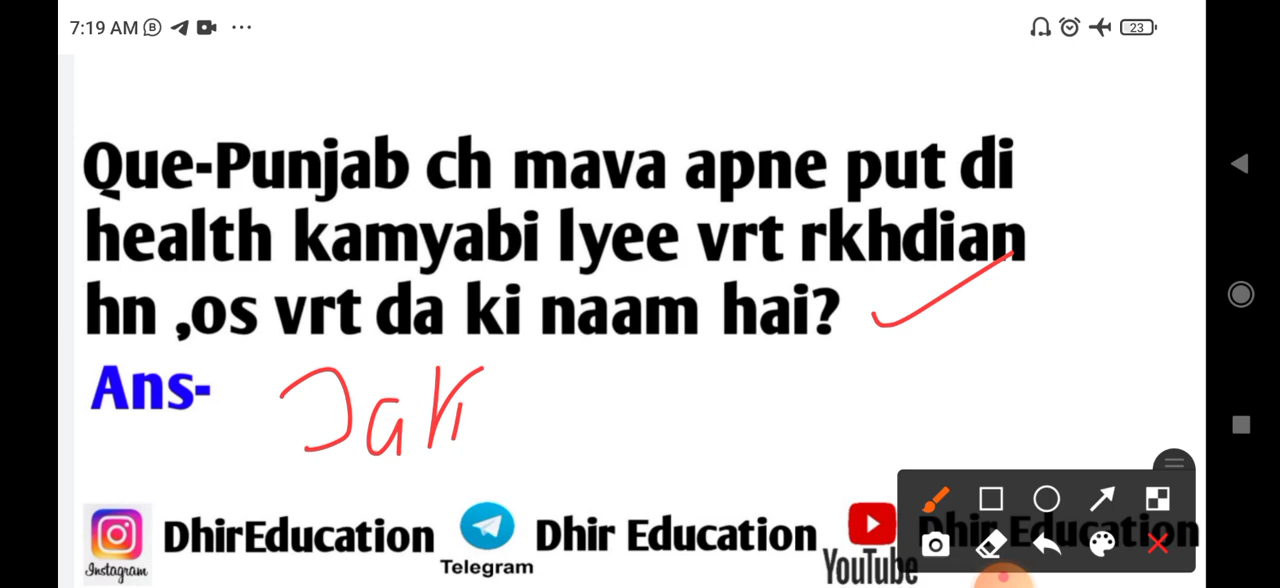 7:19 AM
23
Que-Punjab ch mava apne put di
health kamyabi lyee vrt rkhdian
hn ,os vrt da ki naam hai?
Ans-
Instagram
DhirEducation
Telegram
Dhir Education
YouTube
Dhir Education